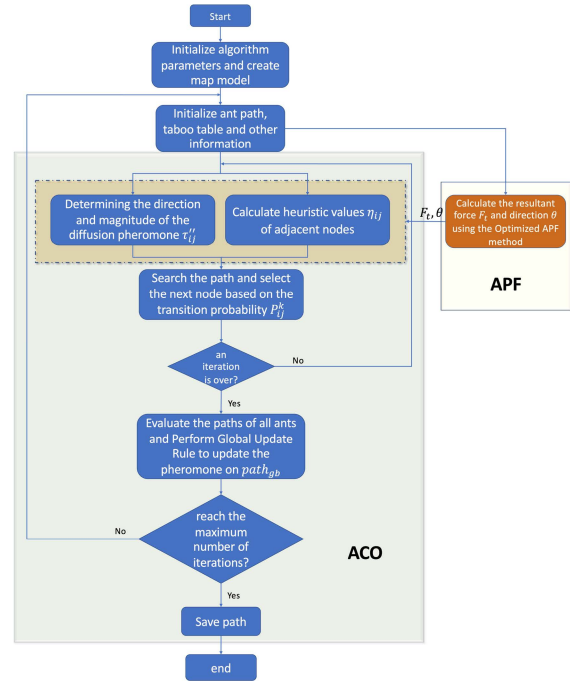 Start
Initialize algorithm
parameters and create
map model
Initialize ant path,
taboo table and other
information
Determining the direction
and magnitude of the
diffusion pheromone τ″ᵢⱼ
Calculate heuristic values ηᵢⱼ
of adjacent nodes
Fₜ, θ
Calculate the resultant
force Fₜ and direction θ
using the Optimized APF
method
APF
Search the path and select
the next node based on the
transition probability Pᵢⱼᵏ
an
iteration
is over?
No
Yes
Evaluate the paths of all ants
and Perform Global Update
Rule to update the
pheromone on path_gb
reach the
maximum
number of
iterations?
No
ACO
Yes
Save path
end